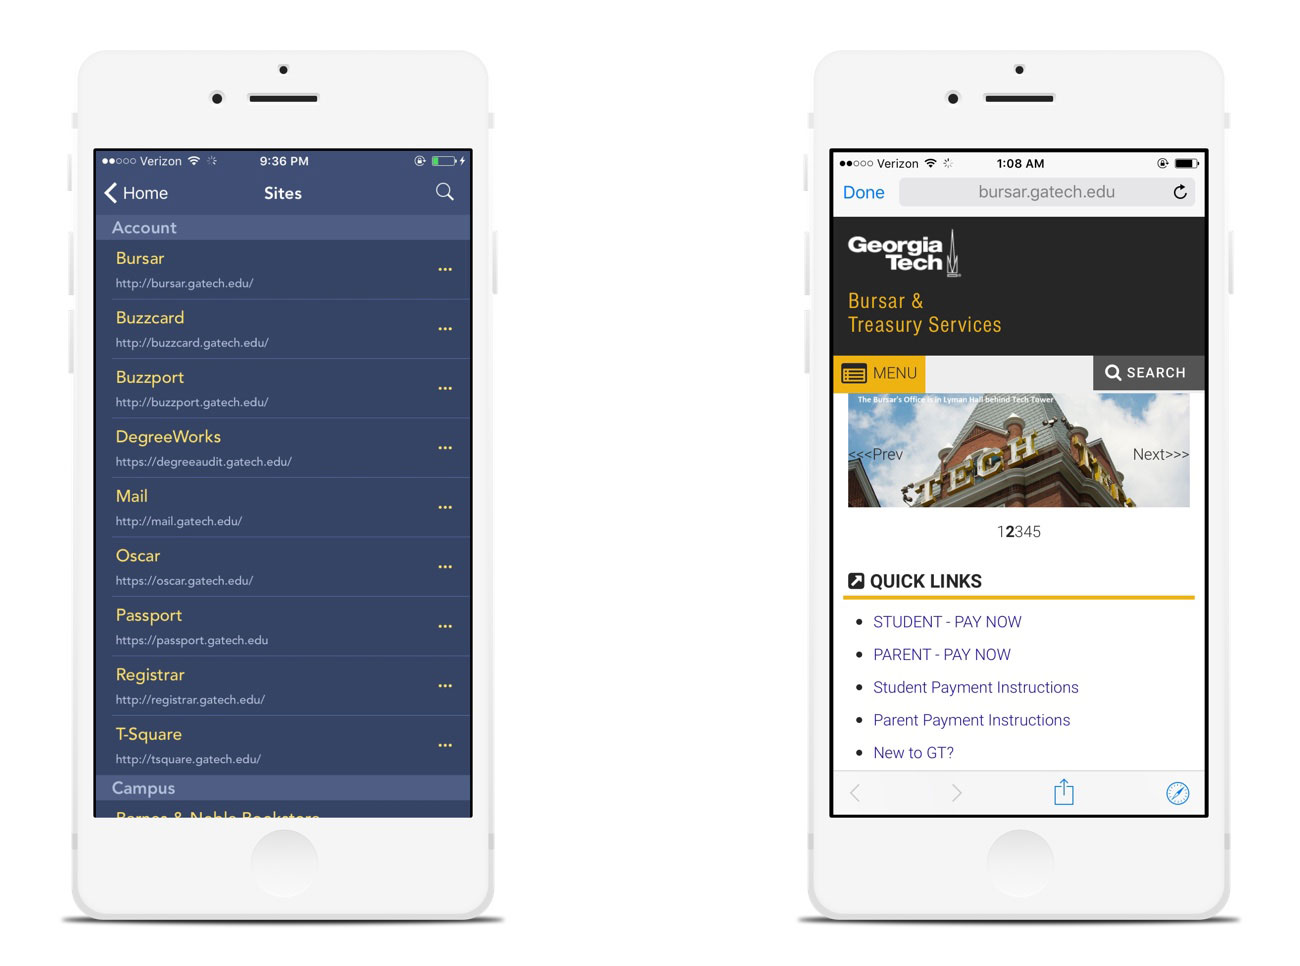 Verizon 9:36 PM
Home Sites
Account
Bursar
http://bursar.gatech.edu/
Buzzcard
http://buzzcard.gatech.edu/
Buzzport
http://buzzport.gatech.edu/
DegreeWorks
https://degreeaudit.gatech.edu/
Mail
http://mail.gatech.edu/
Oscar
https://oscar.gatech.edu/
Passport
https://passport.gatech.edu
Registrar
http://registrar.gatech.edu/
T-Square
http://tsquare.gatech.edu/
Campus
Barnes & Noble Bookstore
Verizon 1:08 AM
Done bursar.gatech.edu
Georgia
Tech
Bursar &
Treasury Services
MENU SEARCH
The Bursar's Office is in Lyman Hall behind Tech Tower
<<<Prev Next>>>
TECH
12345
QUICK LINKS
STUDENT - PAY NOW
PARENT - PAY NOW
Student Payment Instructions
Parent Payment Instructions
New to GT?